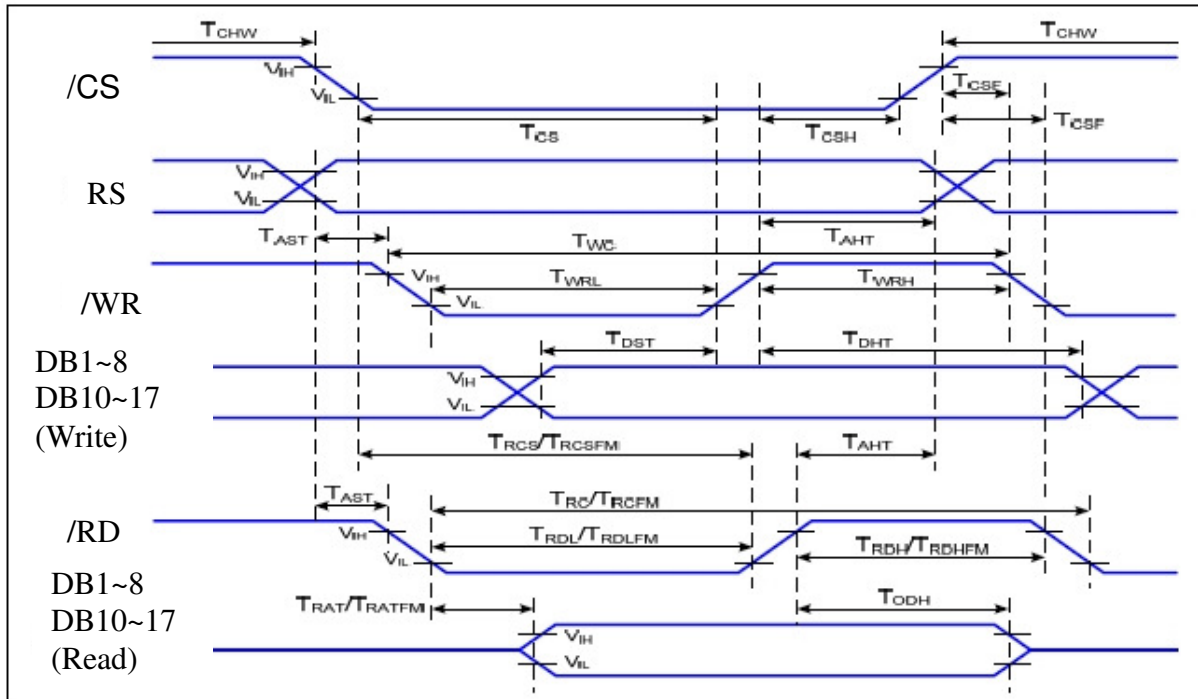 TCHW TCHW
/CS VIH
VIL
TCSF
TCS TCSH TCSF
RS VIH
VIL
TAST TWC TAHT
/WR VIH TWRL TWRH
VIL
DB1~8 TDST TDHT
DB10~17 VIH
(Write) VIL
TRCS/TRCSFM TAHT
TAST TRC/TRCFM
/RD VIH TRDL/TRDLFM TRDH/TRDHFM
VIL
DB1~8
DB10~17 TRAT/TRATFM TODH
(Read) VIH
VIL